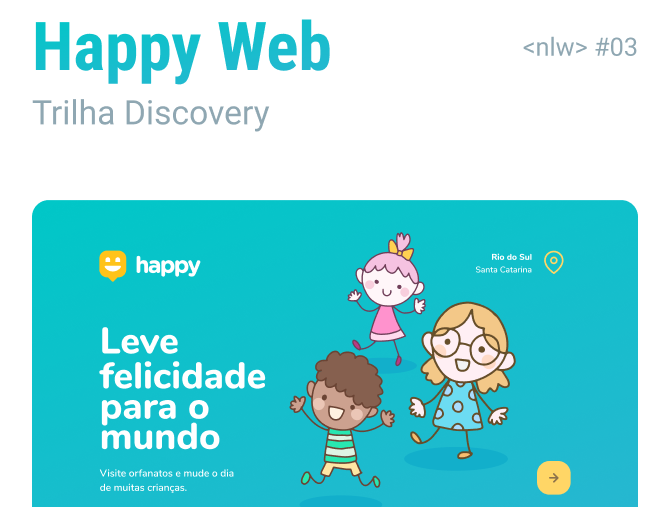 Happy Web
<nlw> #03
Trilha Discovery
happy
Rio do Sul
Santa Catarina
Leve
felicidade
para o
mundo
Visite orfanatos e mude o dia
de muitas crianças.